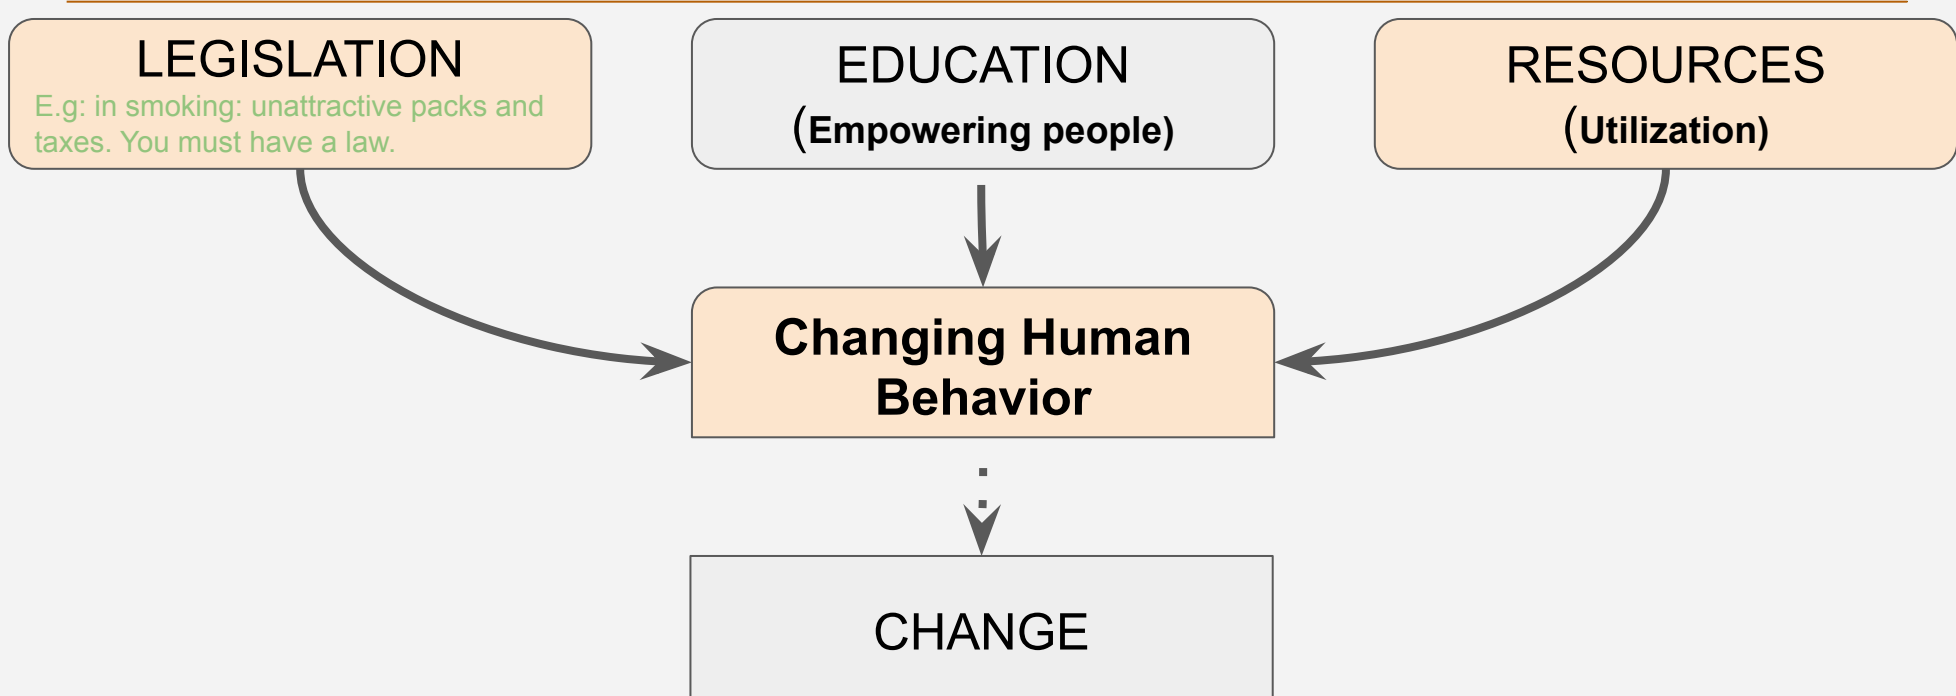 LEGISLATION
E.g: in smoking: unattractive packs and
taxes. You must have a law.
EDUCATION
(Empowering people)
RESOURCES
(Utilization)
Changing Human
Behavior
CHANGE